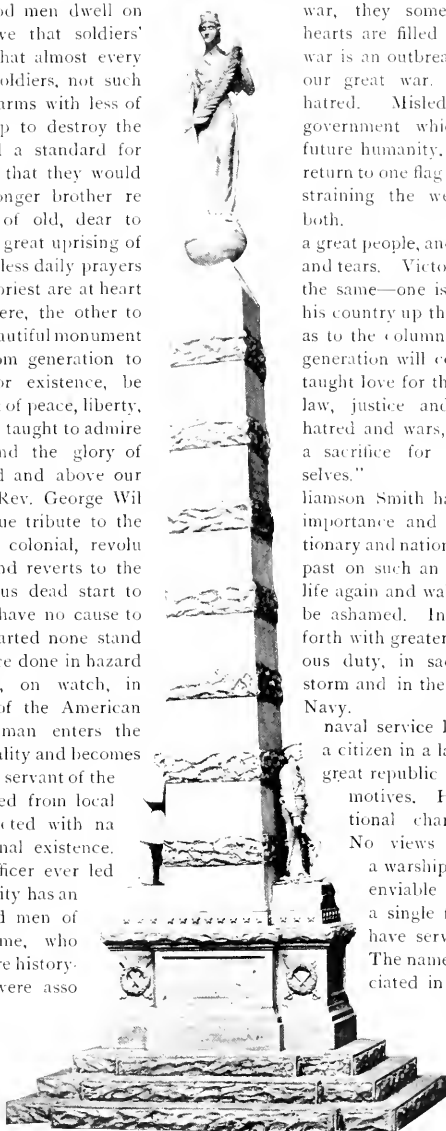 od men dwell on war, they some
ve that soldiers' hearts are filled
hat almost every war is an outbrea
oldiers, not such our great war.
arms with less of hatred. Misled
p to destroy the government whic
d a standard for future humanity.
that they would return to one flag
onger brother re straining the we
of old, dear to both.
great uprising of a great people, and
less daily prayers and tears. Victo
oriest are at heart the same—one is
ere, the other to his country up th
autiful monument as to the column
om generation to generation will co
or existence, be taught love for th
of peace, liberty, law, justice and
taught to admire hatred and wars,
nd the glory of a sacrifice for
d and above our selves."
Rev. George Wil liamson Smith ha
ue tribute to the importance and
colonial, revolu tionary and nation
nd reverts to the past on such an
us dead start to life again and wa
have no cause to be ashamed. In
arted none stand forth with greater
re done in hazard ous duty, in sac
, on watch, in storm and in the
of the American Navy.
man enters the naval service
ality and becomes a citizen in a la
servant of the great republic
ed from local motives. H
cted with na tional char
nal existence. No views
fficer ever led a warship
ity has an enviable
d men of a single
me, who have serv
re history- The name
vere asso ciated in